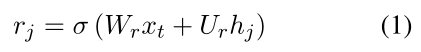 r_j = σ (W_r x_t + U_r h_j) (1)